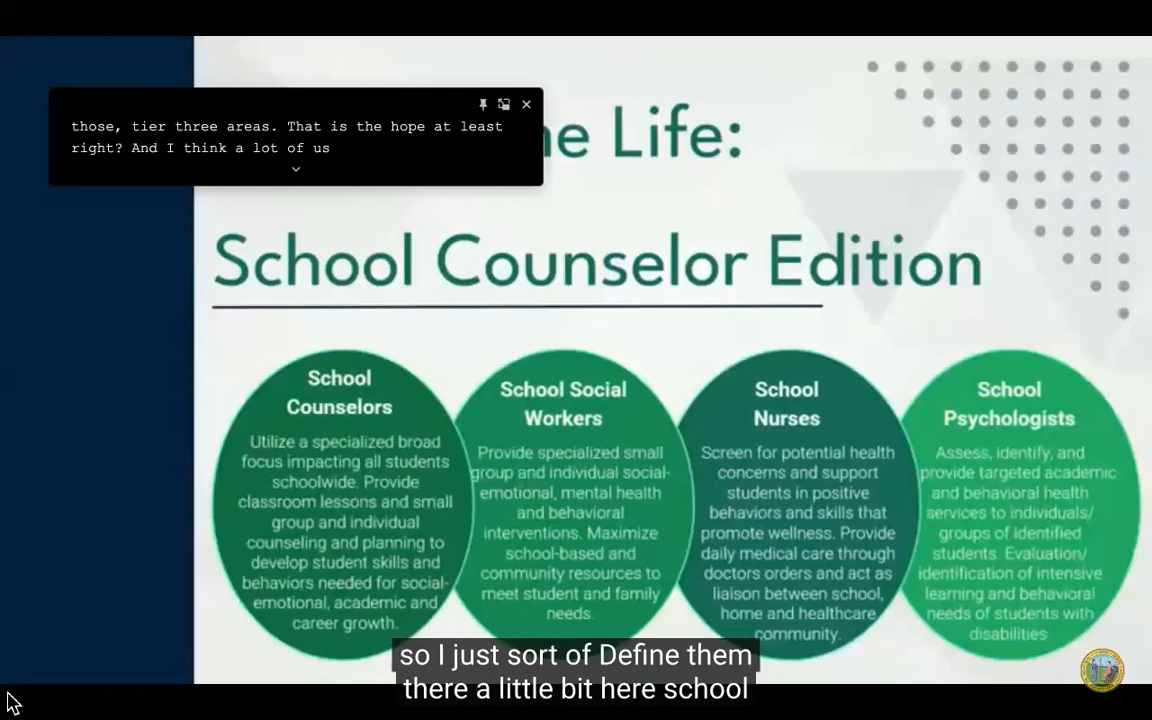 those, tier three areas. That is the hope at least
right? And I think a lot of us
ne Life:
School Counselor Edition
School
Counselors
Utilize a specialized broad
focus impacting all students
schoolwide. Provide
classroom lessons and small
group and individual
counseling and planning to
develop student skills and
behaviors needed for social-
emotional, academic and
career growth.
School Social
Workers
Provide specialized small
group and individual social-
emotional, mental health
and behavioral
interventions. Maximize
school-based and
community resources to
meet student and family
needs.
School
Nurses
Screen for potential health
concerns and support
students in positive
behaviors and skills that
promote wellness. Provide
daily medical care through
doctors orders and act as
liaison between school,
home and healthcare
community.
School
Psychologists
Assess, identify, and
provide targeted academic
and behavioral health
services to individuals/
groups of identified
students. Evaluation/
identification of intensive
learning and behavioral
needs of students with
disabilities
so I just sort of Define them
there a little bit here school